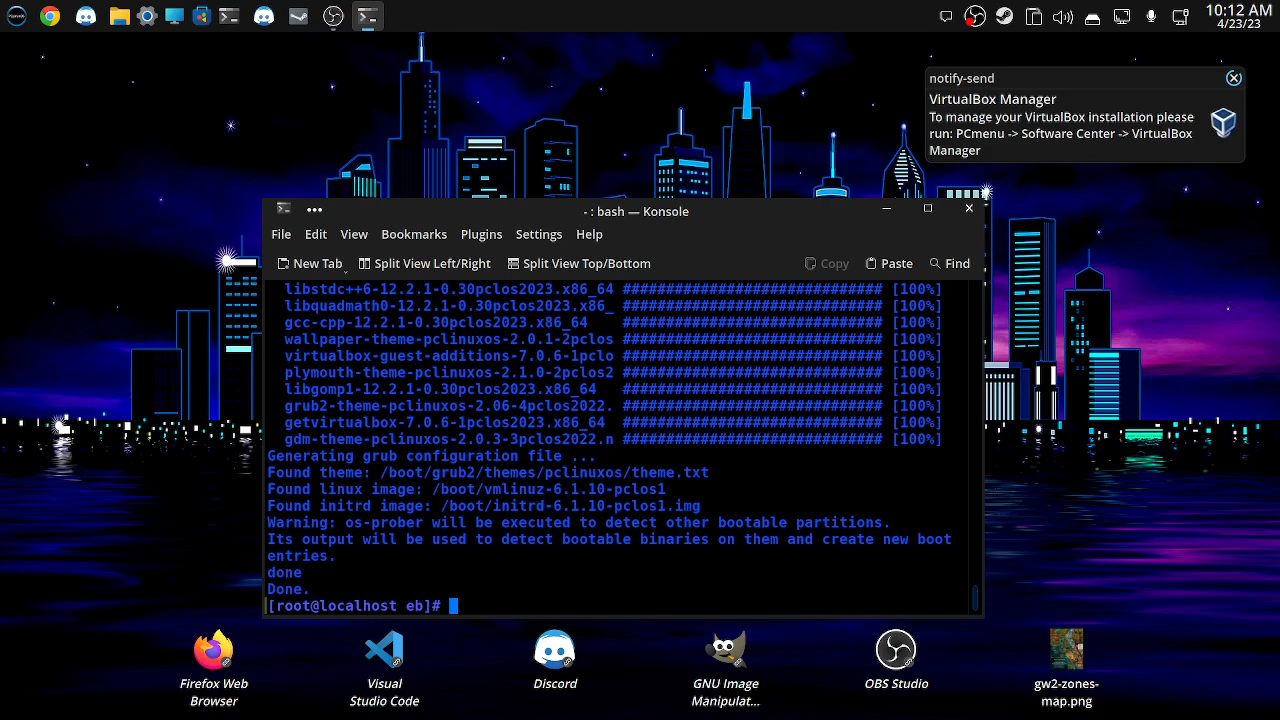 10:12 AM
4/23/23
notify-send
VirtualBox Manager
To manage your VirtualBox installation please
run: PCmenu -> Software Center -> VirtualBox
Manager
- : bash — Konsole
File Edit View Bookmarks Plugins Settings Help
New Tab Split View Left/Right Split View Top/Bottom Copy Paste Find
libstdc++6-12.2.1-0.30pclos2023.x86_64 ############################## [100%]
libquadmath0-12.2.1-0.30pclos2023.x86_ ############################## [100%]
gcc-cpp-12.2.1-0.30pclos2023.x86_64 ############################## [100%]
wallpaper-theme-pclinuxos-2.0.1-2pclos ############################## [100%]
virtualbox-guest-additions-7.0.6-1pclo ############################## [100%]
plymouth-theme-pclinuxos-2.1.0-2pclos2 ############################## [100%]
libgomp1-12.2.1-0.30pclos2023.x86_64 ############################## [100%]
grub2-theme-pclinuxos-2.06-4pclos2022. ############################## [100%]
getvirtualbox-7.0.6-1pclos2023.x86_64 ############################## [100%]
gdm-theme-pclinuxos-2.0.3-3pclos2022.n ############################## [100%]
Generating grub configuration file ...
Found theme: /boot/grub2/themes/pclinuxos/theme.txt
Found linux image: /boot/vmlinuz-6.1.10-pclos1
Found initrd image: /boot/initrd-6.1.10-pclos1.img
Warning: os-prober will be executed to detect other bootable partitions.
Its output will be used to detect bootable binaries on them and create new boot
entries.
done
Done.
[root@localhost eb]#
Firefox Web
Browser
Visual
Studio Code
Discord
GNU Image
Manipulat...
OBS Studio
gw2-zones-
map.png